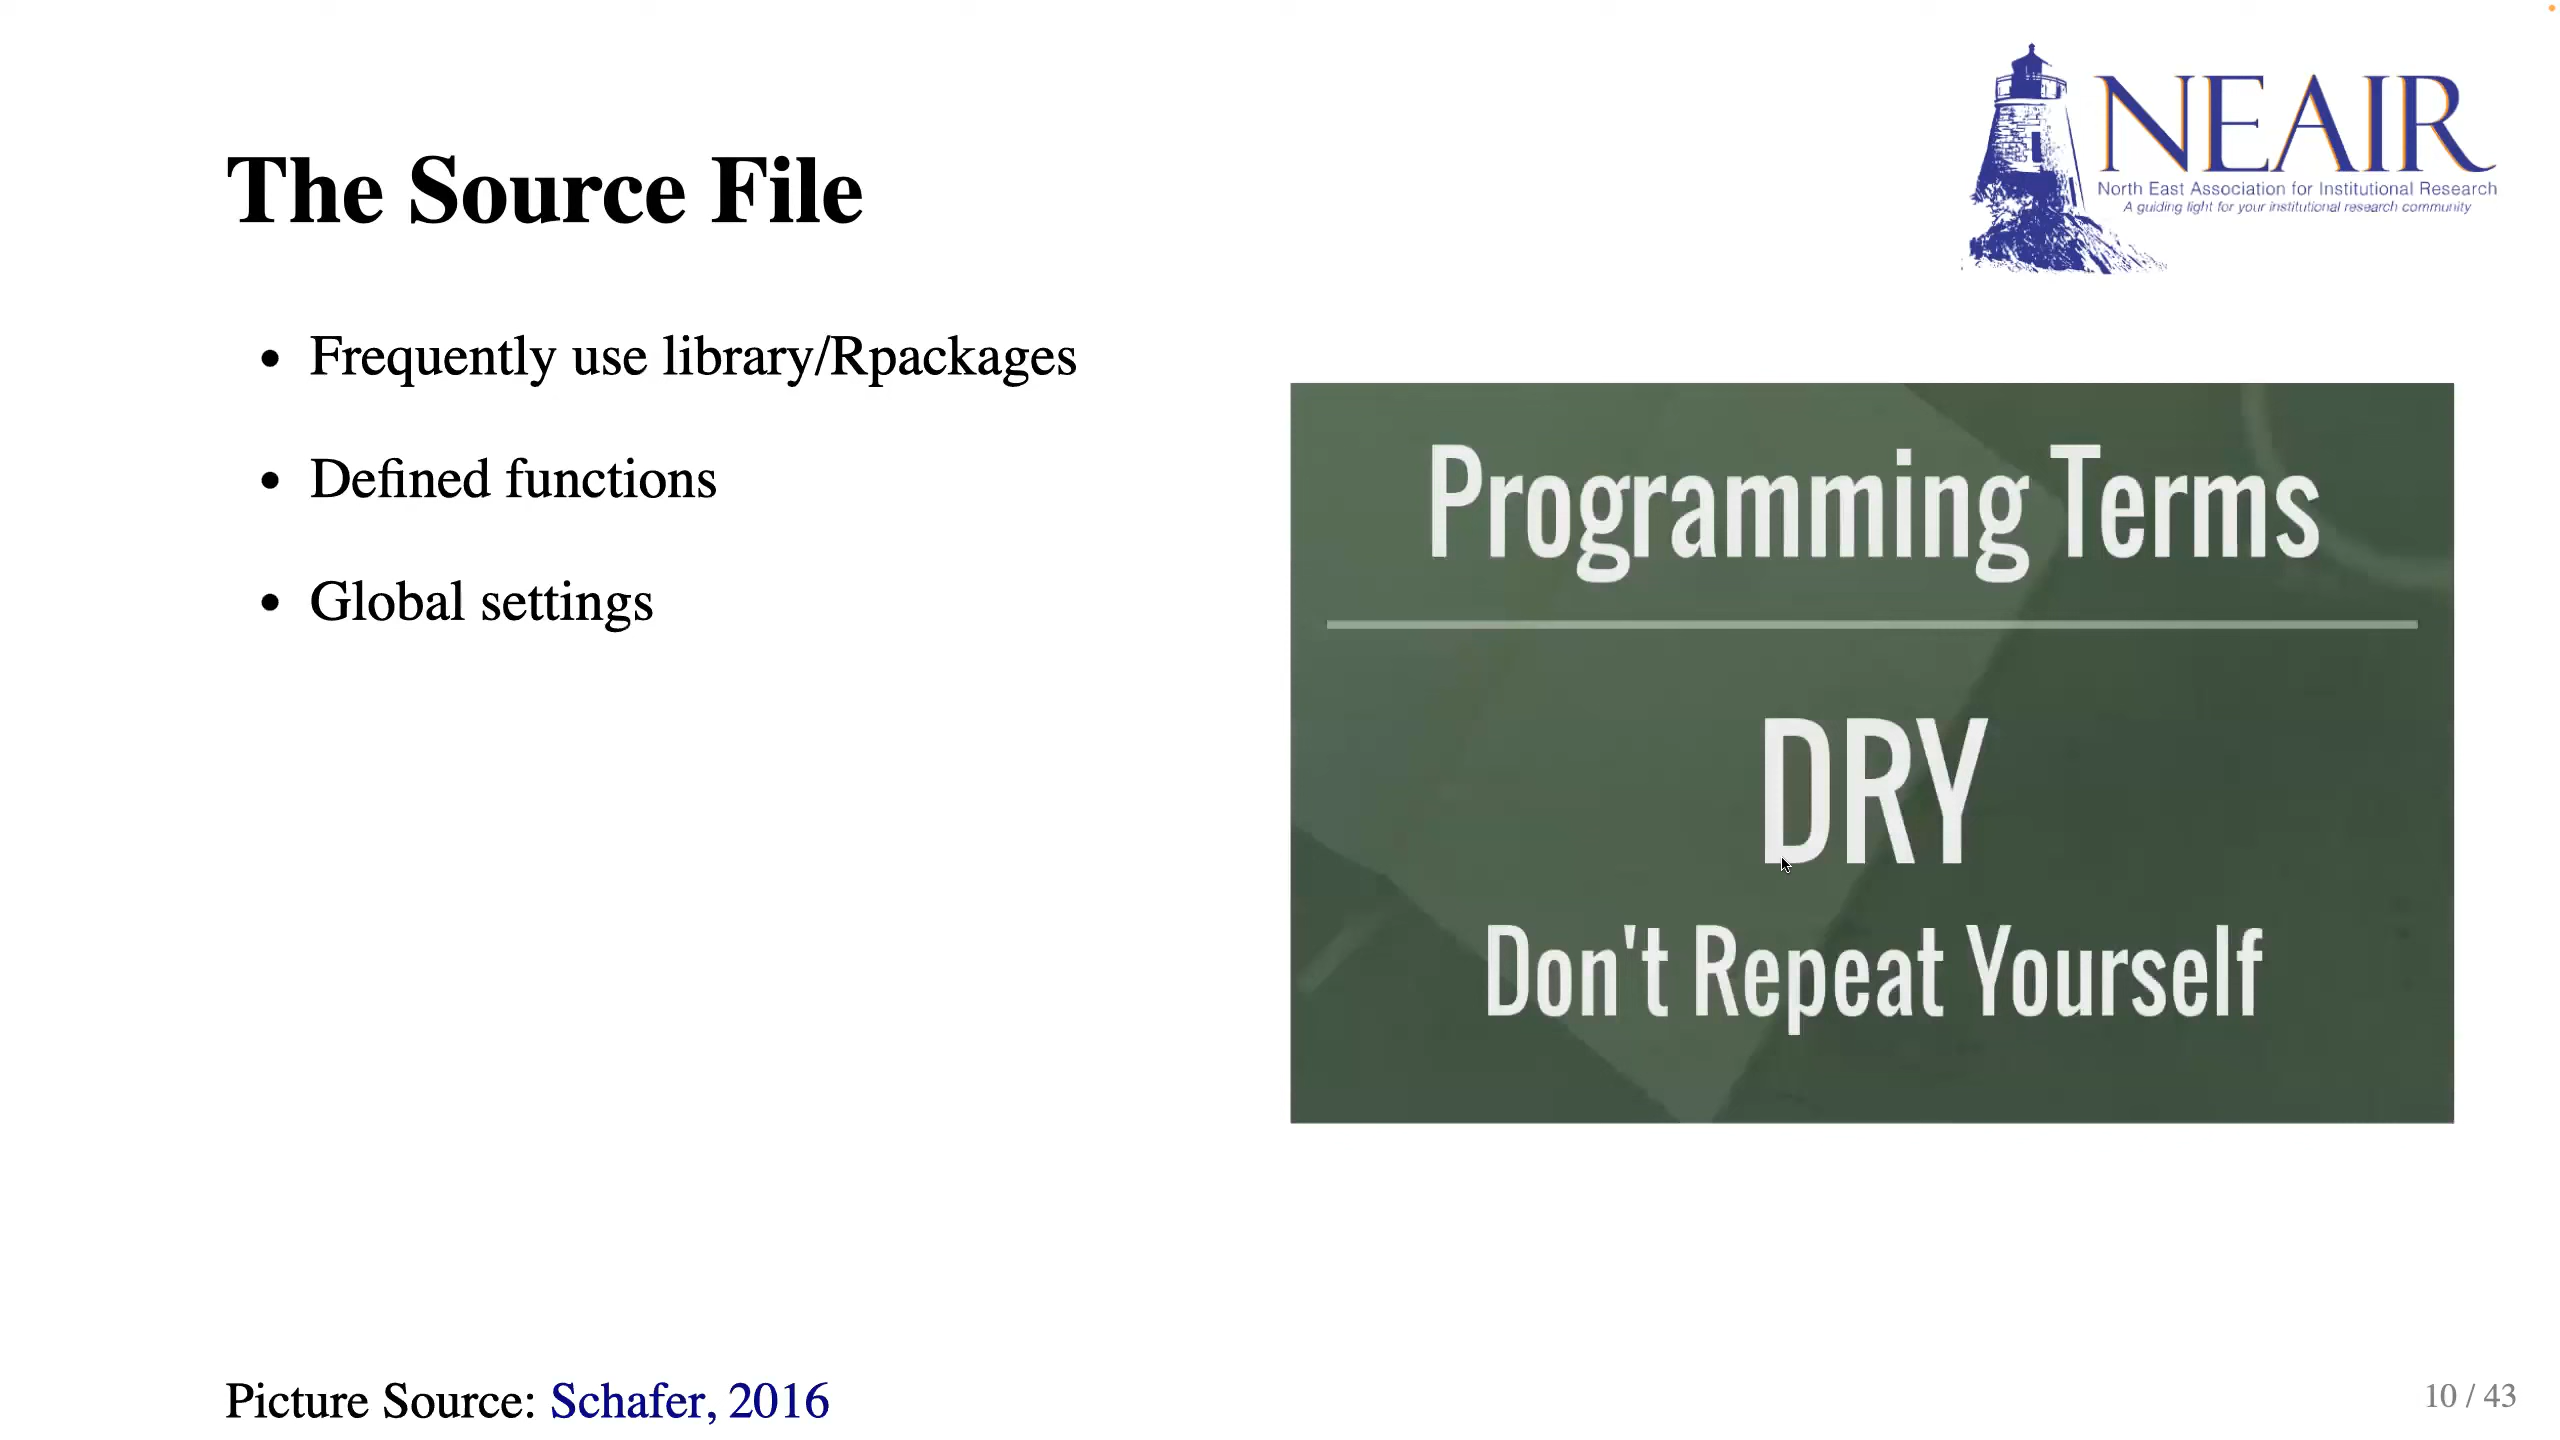 NEAIR
North East Association for Institutional Research
A guiding light for your institutional research community
The Source File
• Frequently use library/Rpackages
• Defined functions
• Global settings
Programming Terms
DRY
Don't Repeat Yourself
Picture Source: Schafer, 2016
10 / 43